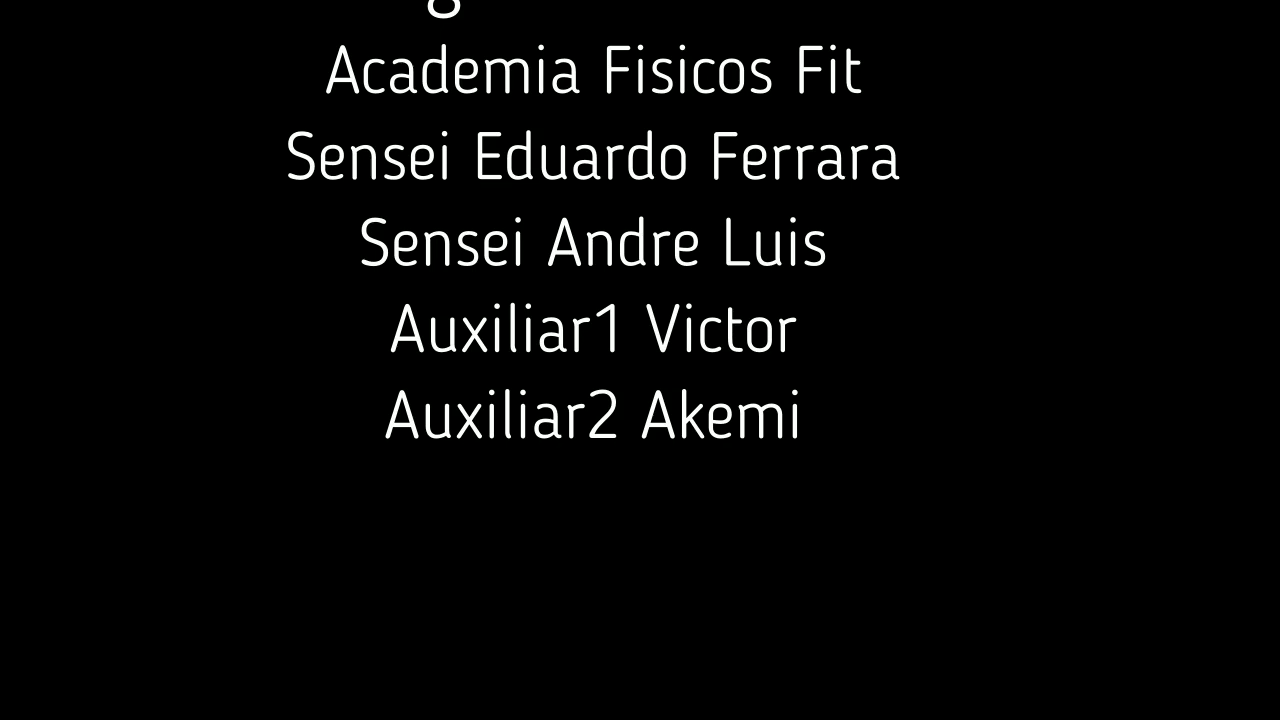 Academia Fisicos Fit
Sensei Eduardo Ferrara
Sensei Andre Luis
Auxiliar1 Victor
Auxiliar2 Akemi